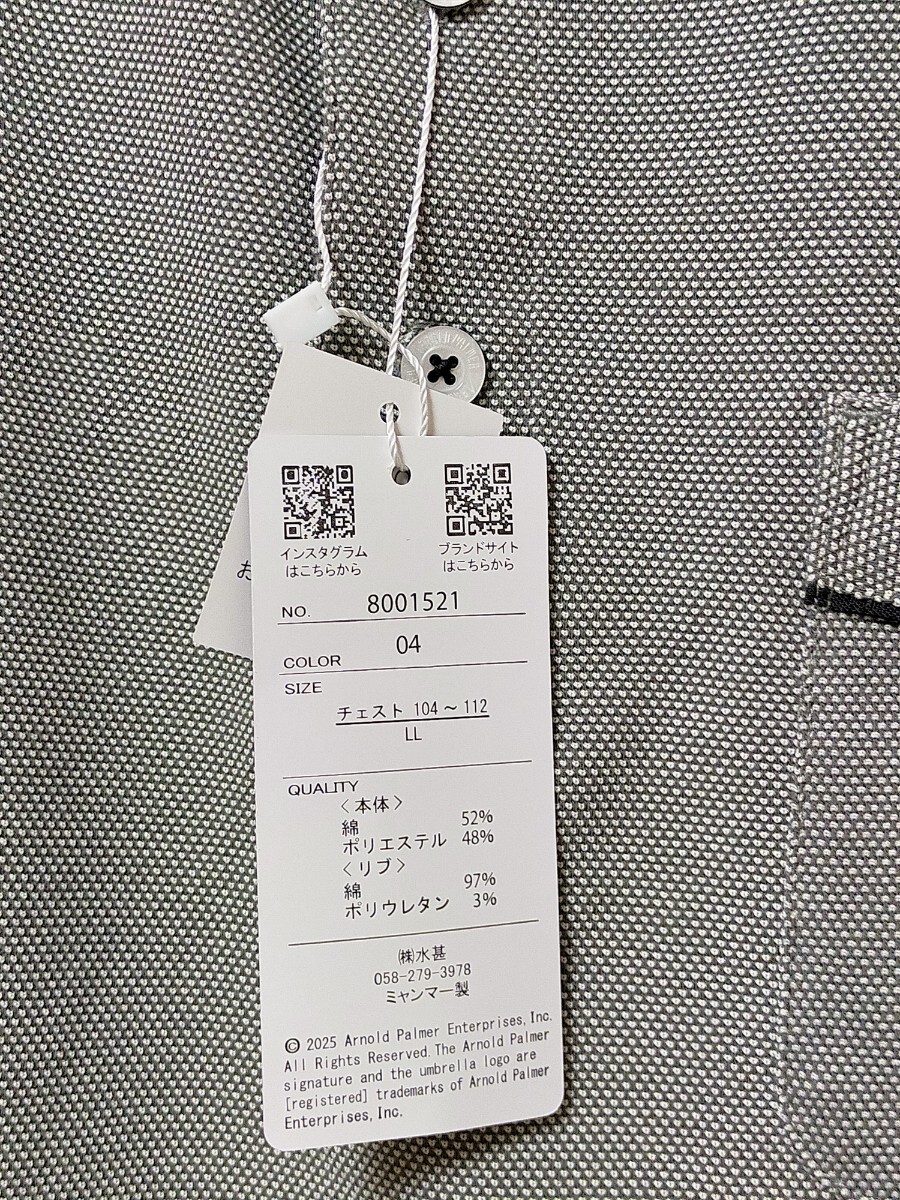 インスタグラム
はこちらから
ブランドサイト
はこちらから
お
NO. 8001521
COLOR 04
SIZE
チェスト 104～112
LL
QUALITY
〈本体〉
綿 52%
ポリエステル 48%
〈リブ〉
綿 97%
ポリウレタン 3%
㈱水甚
058-279-3978
ミャンマー製
© 2025 Arnold Palmer Enterprises, Inc.
All Rights Reserved. The Arnold Palmer
signature and the umbrella logo are
[registered] trademarks of Arnold Palmer
Enterprises, Inc.